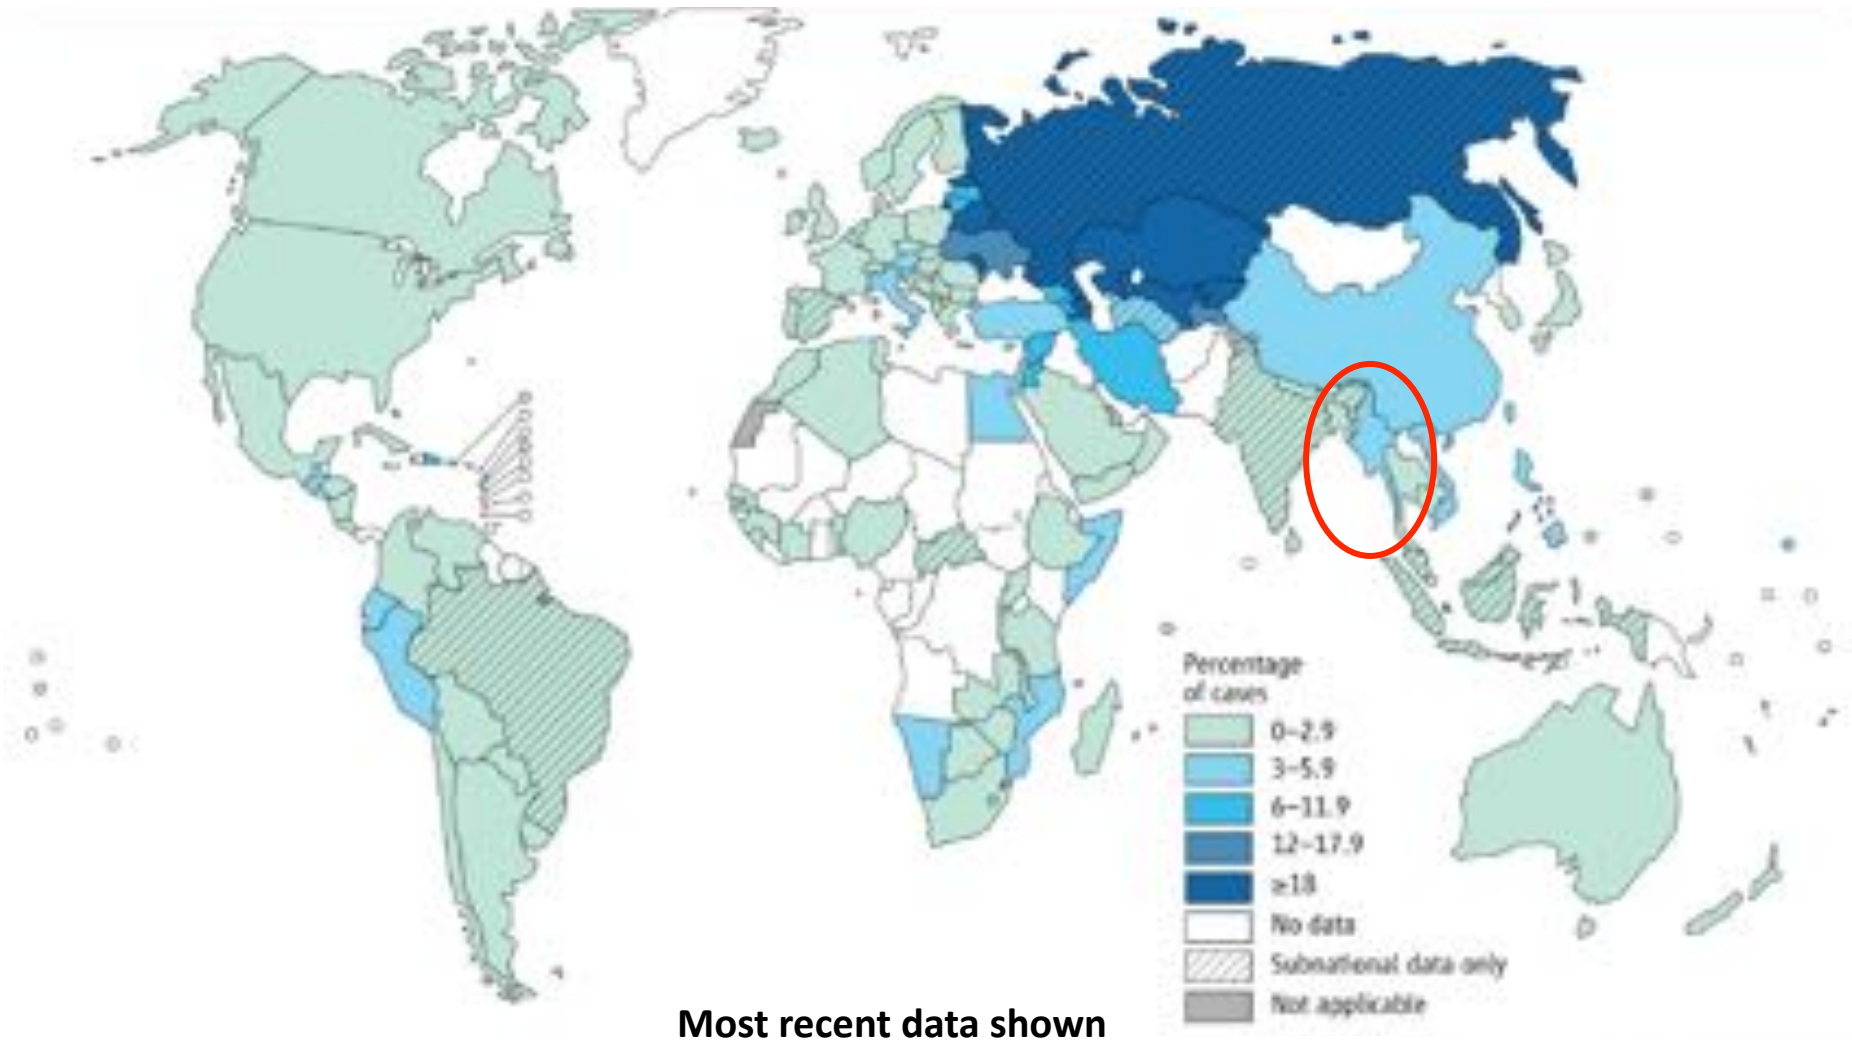 Percentage
of cases
0–2.9
3–5.9
6–11.9
12–17.9
≥18
No data
Subnational data only
Not applicable
Most recent data shown